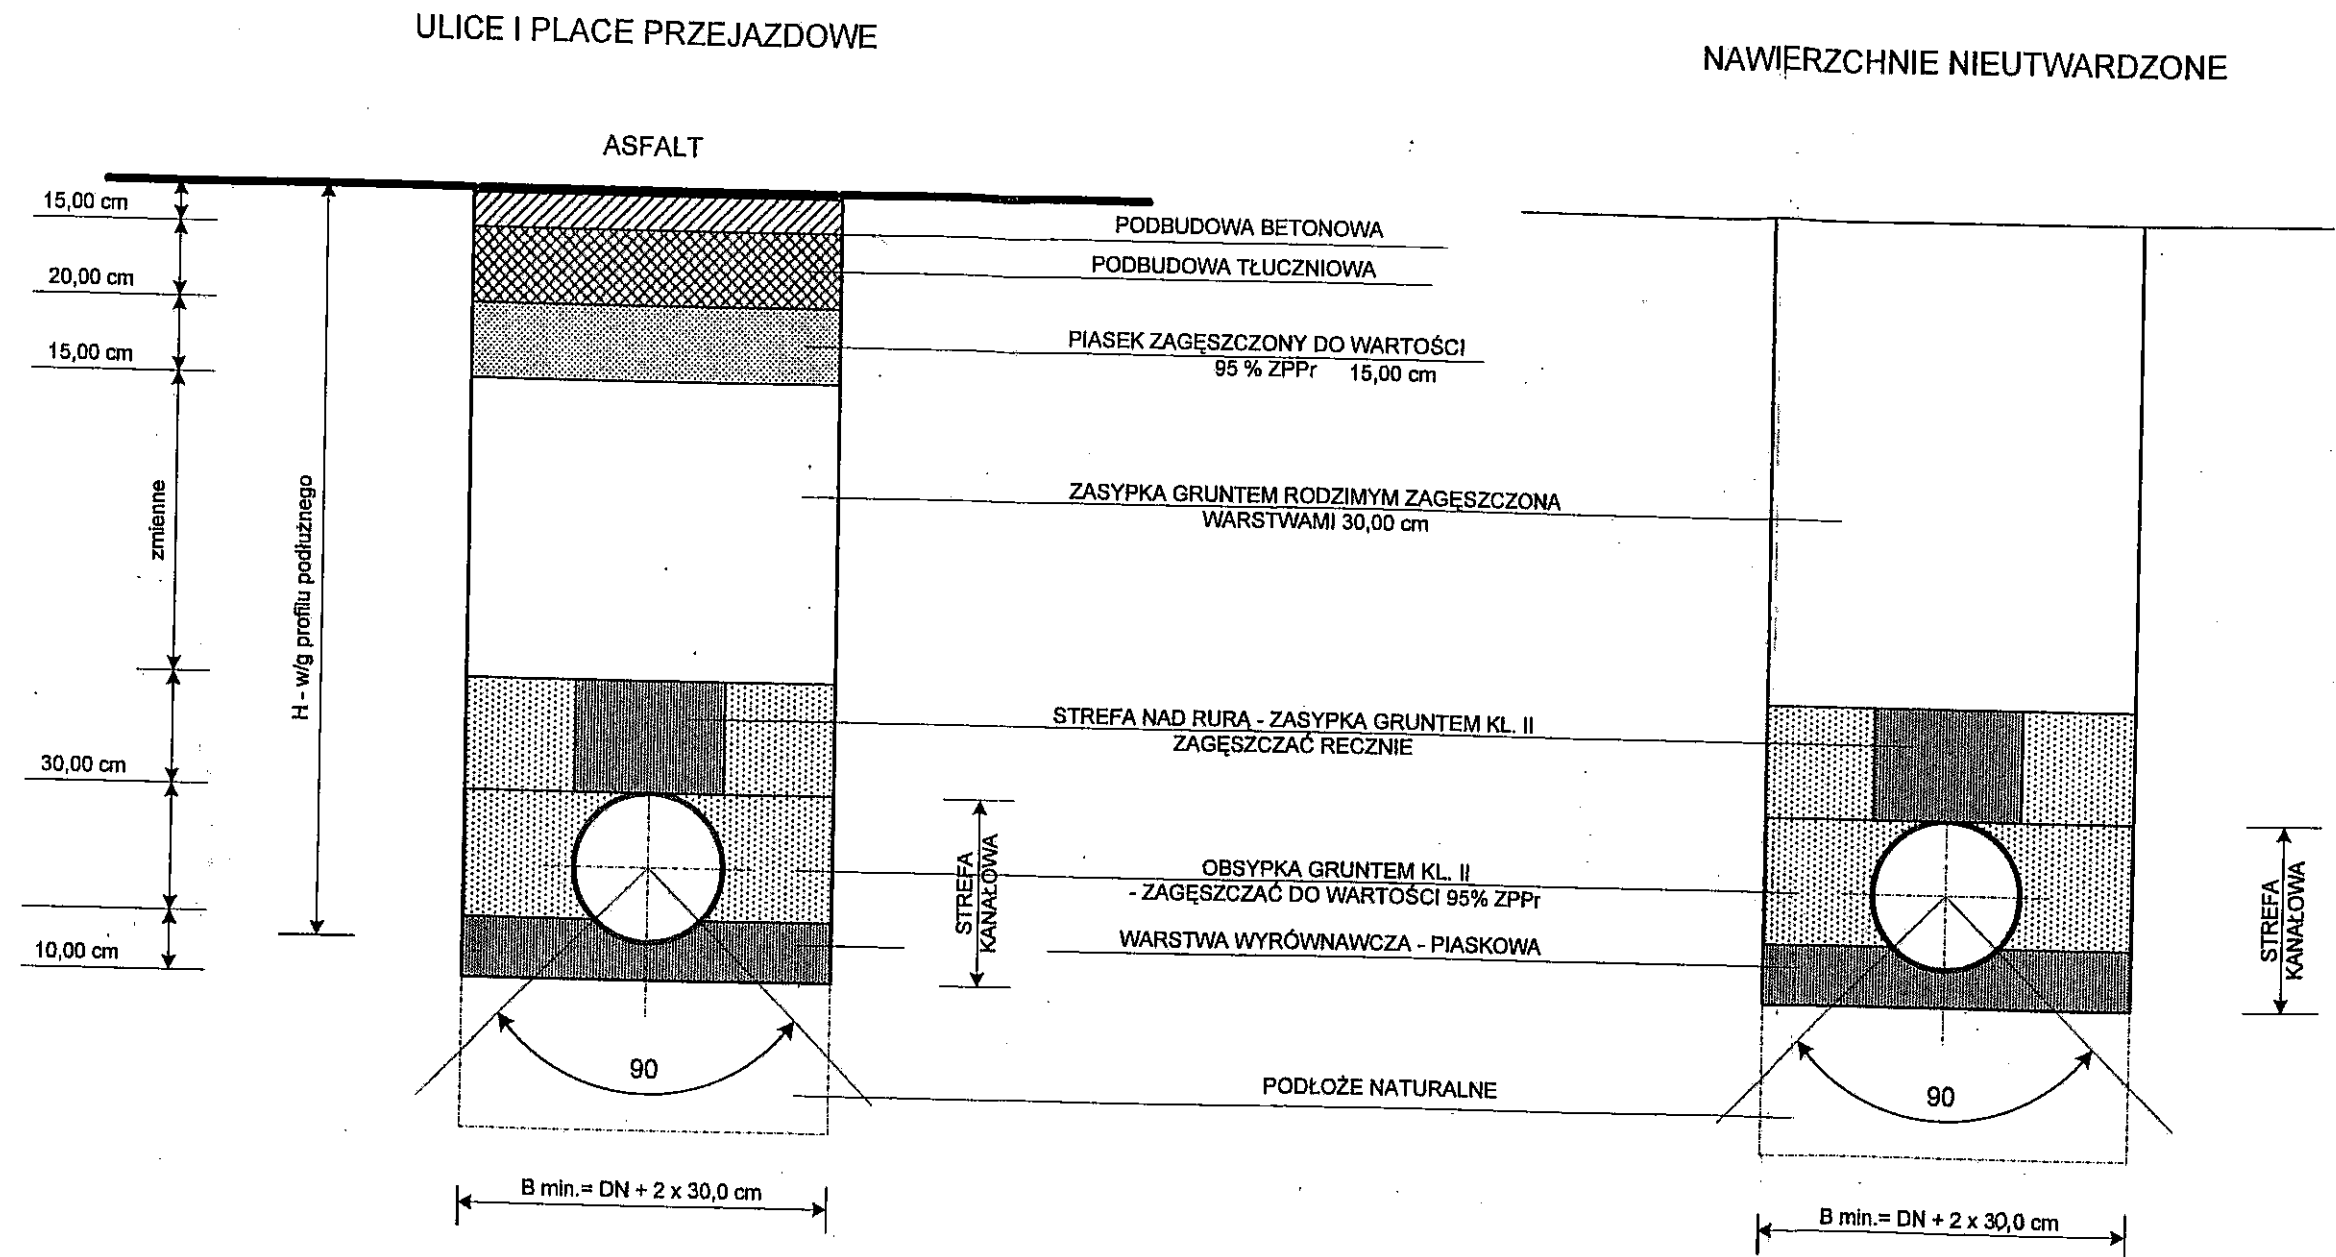 ULICE I PLACE PRZEJAZDOWE
NAWIERZCHNIE NIEUTWARDZONE
ASFALT
15,00 cm
20,00 cm
15,00 cm
zmienne
H - w/g profilu podłużnego
30,00 cm
10,00 cm
PODBUDOWA BETONOWA
PODBUDOWA TŁUCZNIOWA
PIASEK ZAGĘSZCZONY DO WARTOŚCI
95 % ZPPr 15,00 cm
ZASYPKA GRUNTEM RODZIMYM ZAGĘSZCZONA
WARSTWAMI 30,00 cm
STREFA NAD RURĄ - ZASYPKA GRUNTEM KL. II
ZAGĘSZCZAĆ RECZNIE
STREFA
KANAŁOWA
OBSYPKA GRUNTEM KL. II
- ZAGĘSZCZAĆ DO WARTOŚCI 95% ZPPr
WARSTWA WYRÓWNAWCZA - PIASKOWA
STREFA
KANAŁOWA
90
PODŁOŻE NATURALNE
90
B min.= DN + 2 x 30,0 cm
B min.= DN + 2 x 30,0 cm